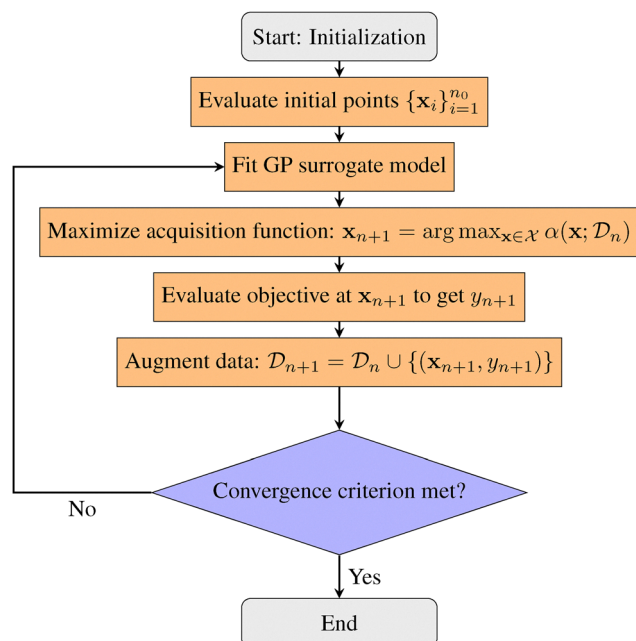 Start: Initialization
Evaluate initial points $\{\mathbf{x}_i\}_{i=1}^{n_0}$
Fit GP surrogate model
Maximize acquisition function: $\mathbf{x}_{n+1} = \arg\max_{\mathbf{x} \in \mathcal{X}} \alpha(\mathbf{x}; \mathcal{D}_n)$
Evaluate objective at $\mathbf{x}_{n+1}$ to get $y_{n+1}$
Augment data: $\mathcal{D}_{n+1} = \mathcal{D}_n \cup \{(\mathbf{x}_{n+1}, y_{n+1})\}$
Convergence criterion met?
No
Yes
End